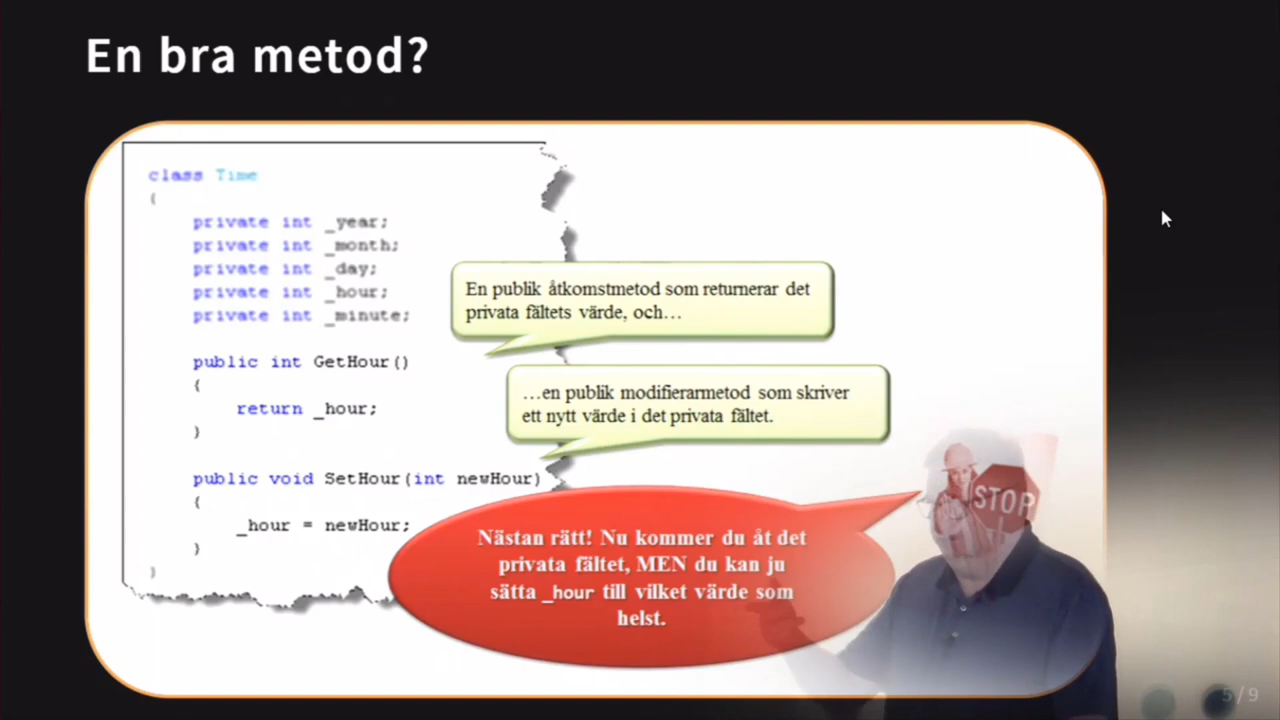 En bra metod?
class Time
{
private int _year;
private int _month;
private int _day;
private int _hour;
private int _minute;
public int GetHour()
{
return _hour;
}
public void SetHour(int newHour)
{
_hour = newHour;
}
}
En publik åtkomstmetod som returnerar det
privata fältets värde, och…
…en publik modifierarmetod som skriver
ett nytt värde i det privata fältet.
STOP
Nästan rätt! Nu kommer du åt det
privata fältet, MEN du kan ju
sätta _hour till vilket värde som
helst.
5 / 9